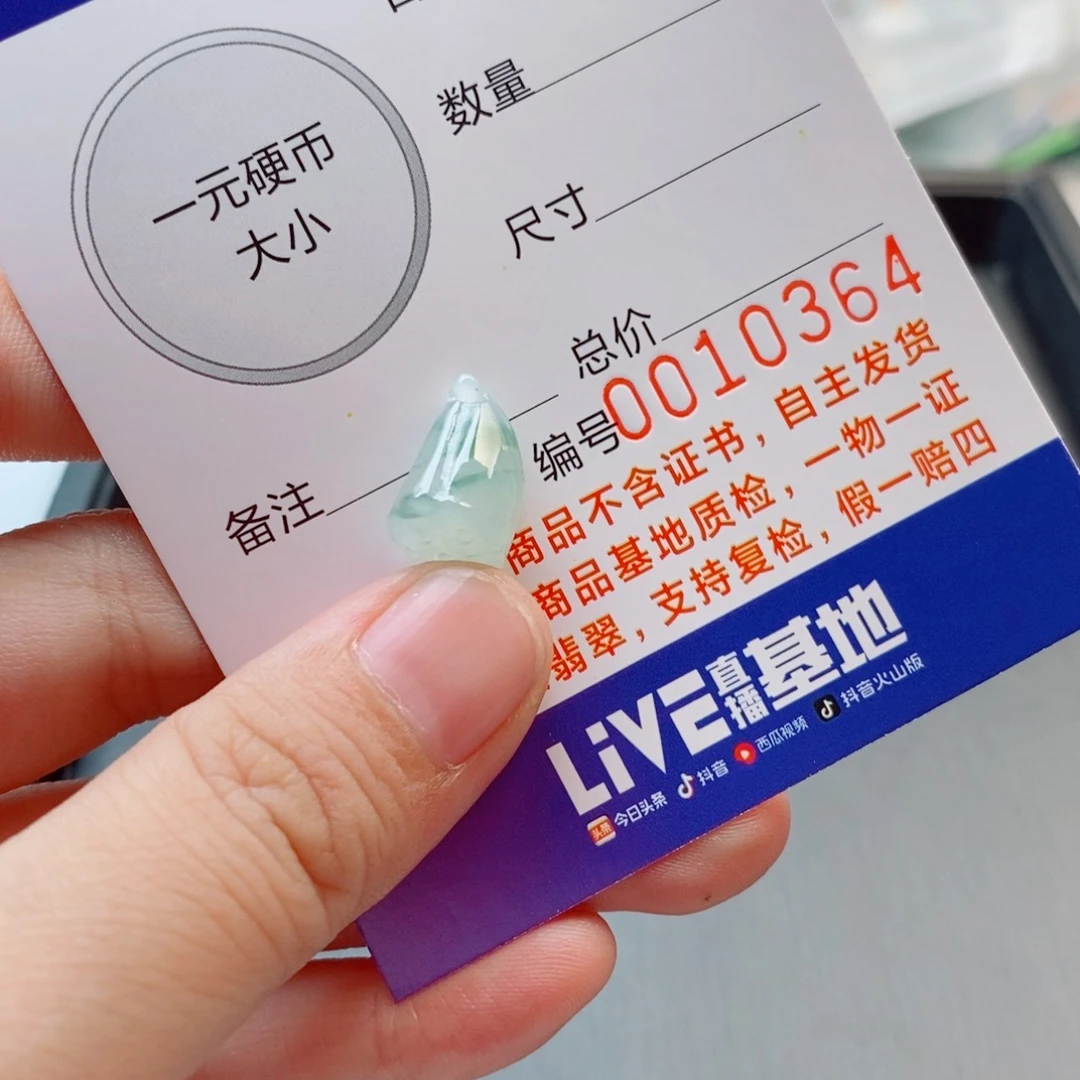 一元硬币
大小
数量
尺寸
总价
编号0010364
备注
商品不含证书，自主发货
商品基地质检，一物一证
翡翠，支持复检，假一赔四
LiVE直播基地
头条 今日头条 抖音 西瓜视频 抖音火山版